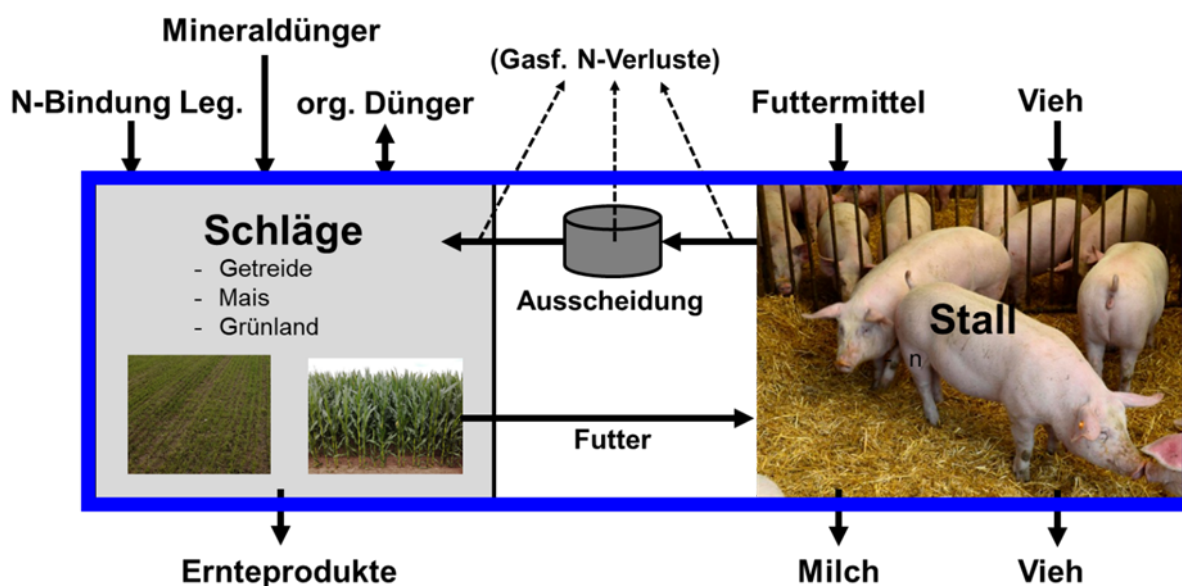 Mineraldünger
(Gasf. N-Verluste)
N-Bindung Leg.
org. Dünger
Futtermittel
Vieh
Schläge
- Getreide
- Mais
- Grünland
Ausscheidung
Stall
- n
Futter
Ernteprodukte
Milch
Vieh